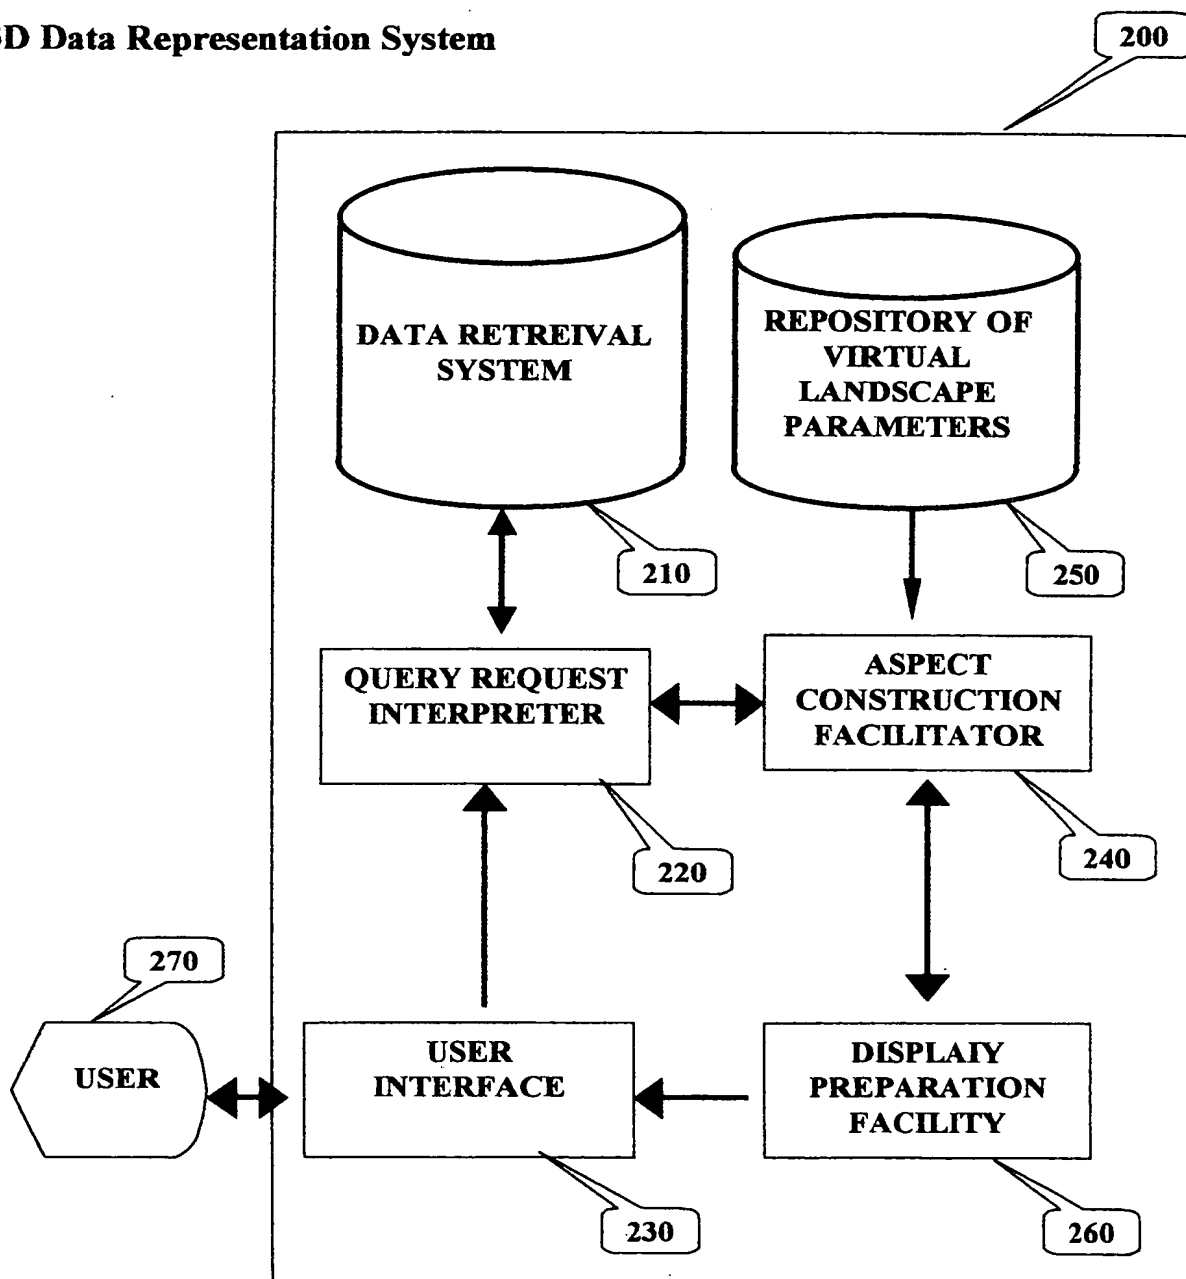 3D Data Representation System
200
DATA RETREIVAL
SYSTEM
REPOSITORY OF
VIRTUAL
LANDSCAPE
PARAMETERS
210
250
QUERY REQUEST
INTERPRETER
ASPECT
CONSTRUCTION
FACILITATOR
220
240
270
USER
USER
INTERFACE
DISPLAIY
PREPARATION
FACILITY
230
260